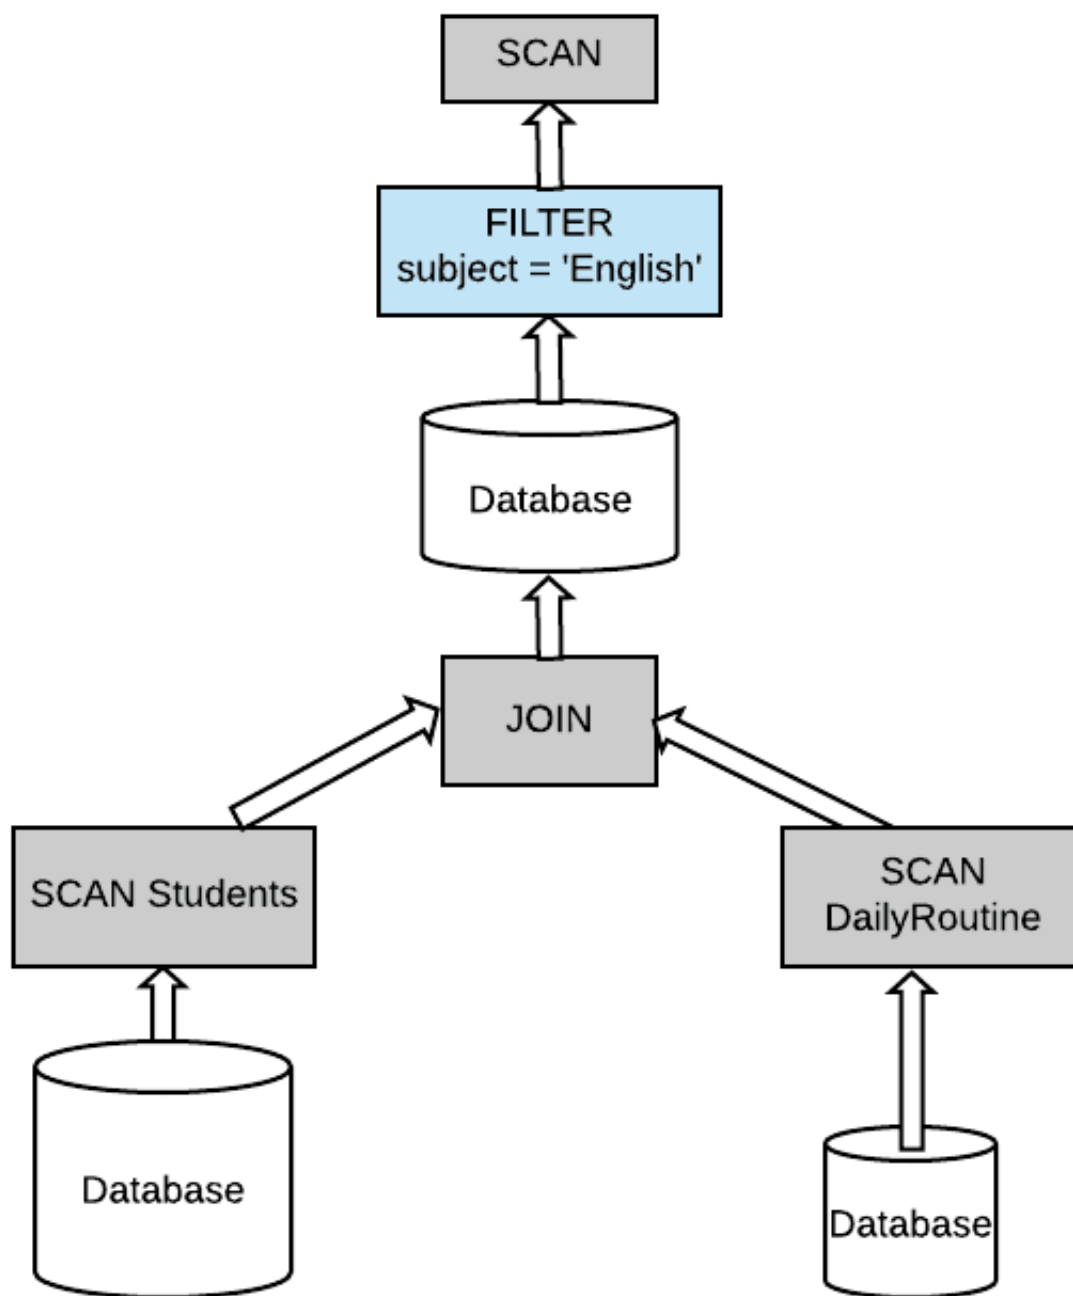 SCAN
FILTER
subject = 'English'
Database
JOIN
SCAN Students
SCAN
DailyRoutine
Database
Database